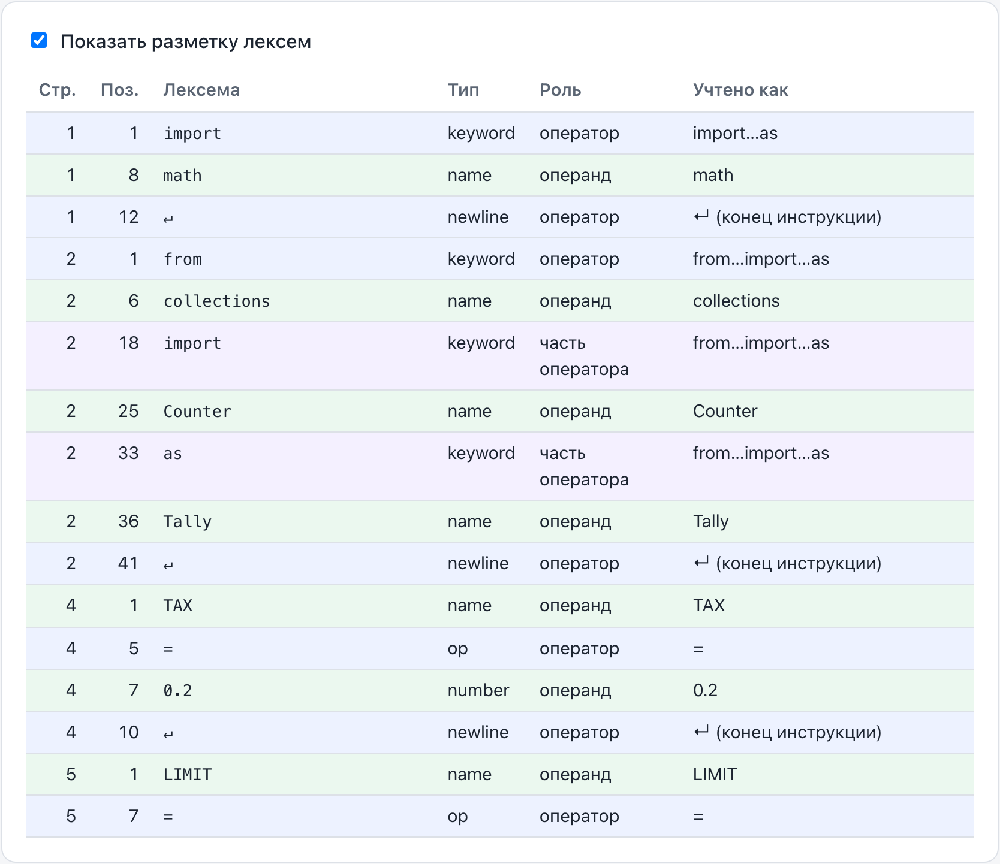 Показать разметку лексем
Стр. Поз. Лексема Тип Роль Учтено как
1 1 import keyword оператор import…as
1 8 math name операнд math
1 12 ↵ newline оператор ↵ (конец инструкции)
2 1 from keyword оператор from…import…as
2 6 collections name операнд collections
2 18 import keyword часть оператора from…import…as
2 25 Counter name операнд Counter
2 33 as keyword часть оператора from…import…as
2 36 Tally name операнд Tally
2 41 ↵ newline оператор ↵ (конец инструкции)
4 1 TAX name операнд TAX
4 5 = op оператор =
4 7 0.2 number операнд 0.2
4 10 ↵ newline оператор ↵ (конец инструкции)
5 1 LIMIT name операнд LIMIT
5 7 = op оператор =